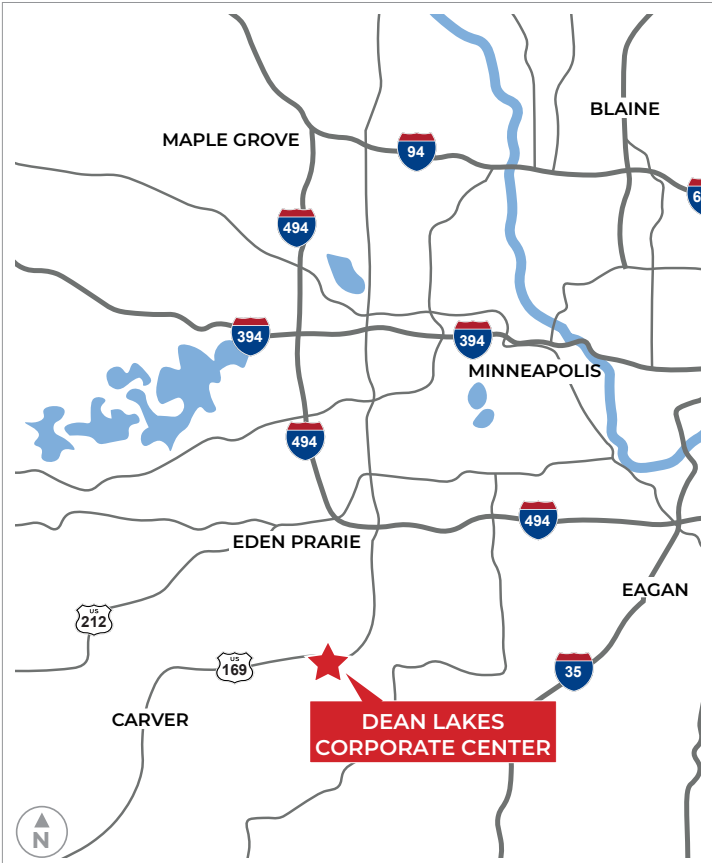 BLAINE
MAPLE GROVE
94
6
494
394
394
MINNEAPOLIS
494
494
EDEN PRARIE
EAGAN
US
212
US
169
35
CARVER
DEAN LAKES
CORPORATE CENTER
N